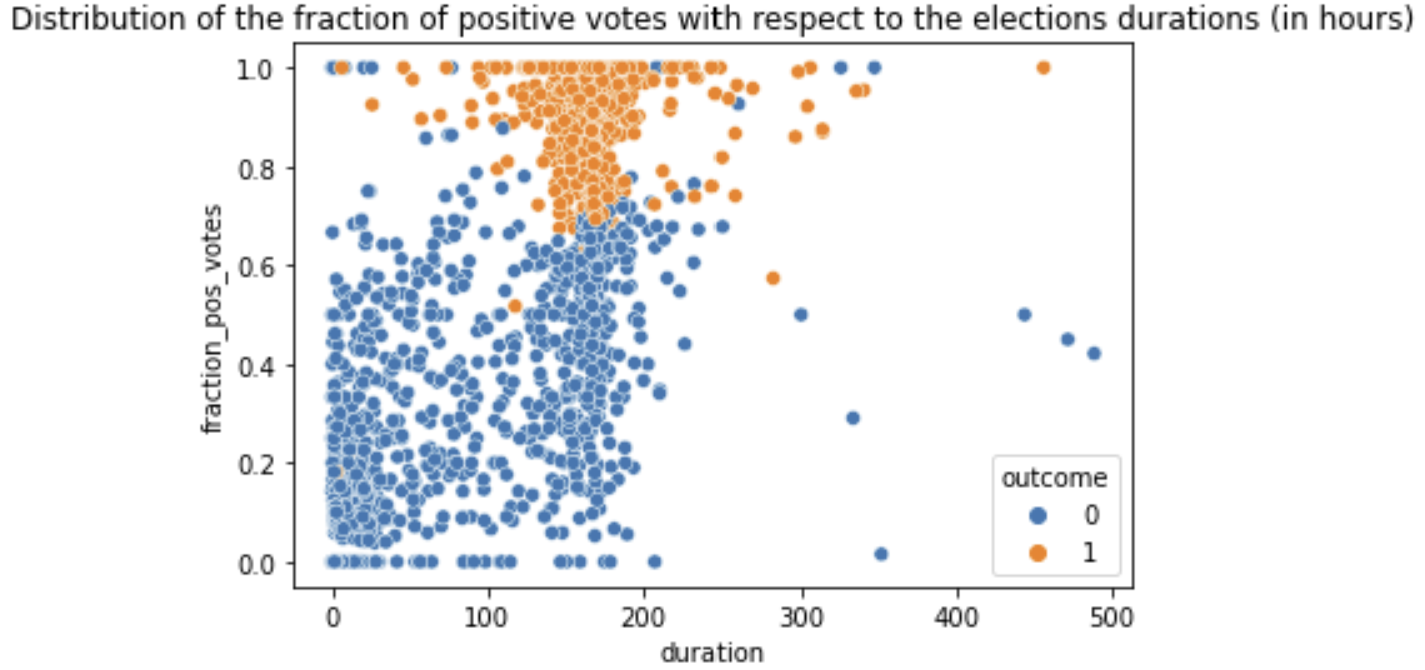 Distribution of the fraction of positive votes with respect to the elections durations (in hours)
fraction_pos_votes
1.0
0.8
0.6
0.4
0.2
0.0
outcome
0
1
0 100 200 300 400 500
duration